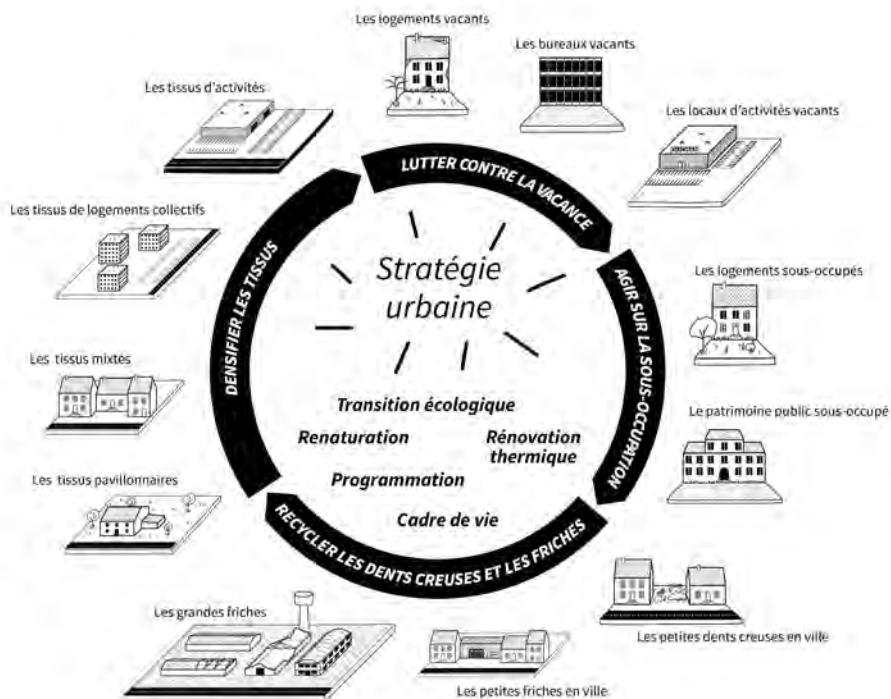 Les logements vacants
Les bureaux vacants
Les tissus d'activités
Les locaux d'activités vacants
LUTTER CONTRE LA VACANCE
Les tissus de logements collectifs
DENSIFIER LES TISSUS
Stratégie
urbaine
AGIR SUR LA SOUS-OCCUPATION
Les logements sous-occupés
Les tissus mixtes
Transition écologique
Renaturation
Rénovation
thermique
Le patrimoine public sous-occupé
Les tissus pavillonnaires
Programmation
Cadre de vie
RECYCLER LES DENTS CREUSES ET LES FRICHES
Les grandes friches
Les petites dents creuses en ville
Les petites friches en ville